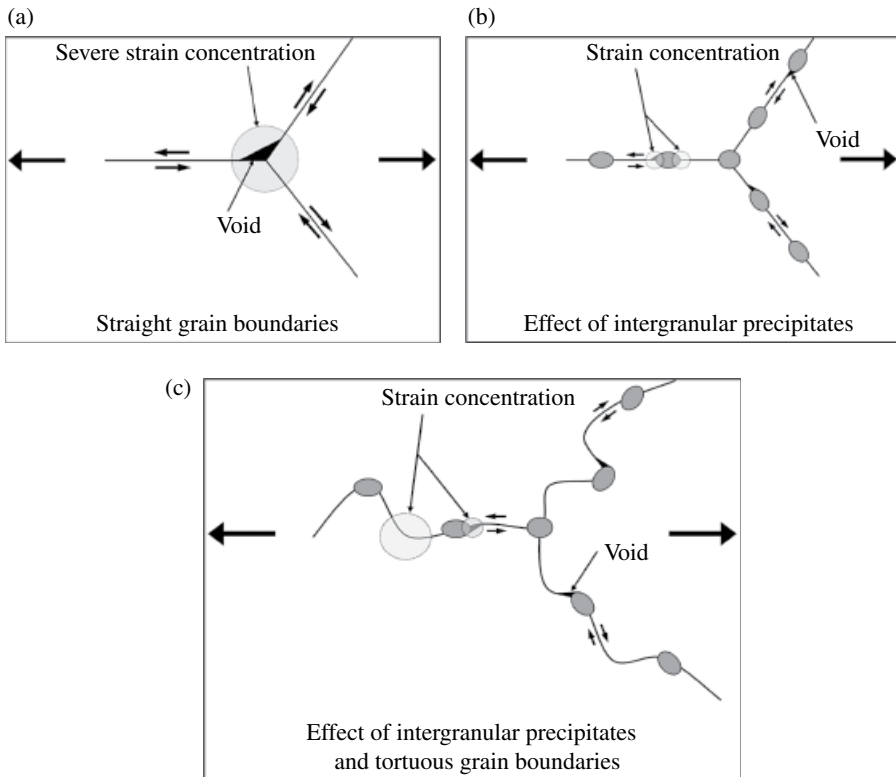 (a)
Severe strain concentration
Void
Straight grain boundaries
(b)
Strain concentration
Void
Effect of intergranular precipitates
(c)
Strain concentration
Void
Effect of intergranular precipitates
and tortuous grain boundaries